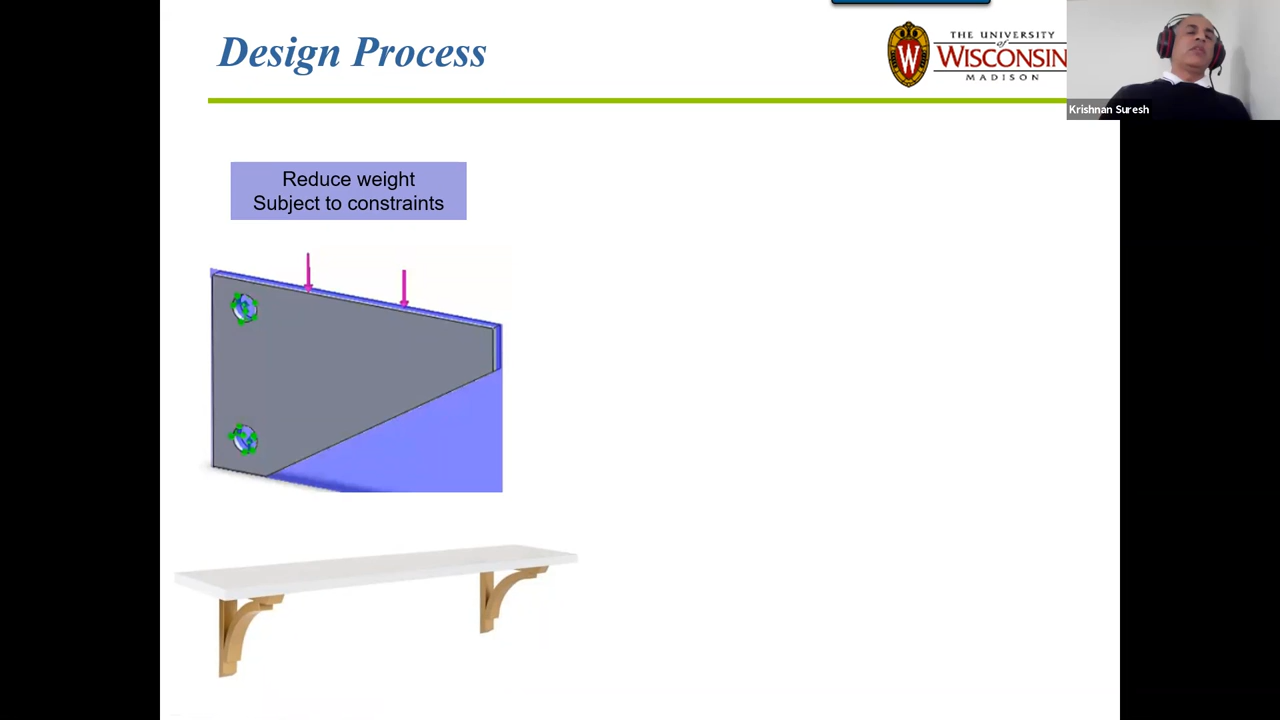 Design Process
THE UNIVERSITY
of
WISCONSIN
MADISON
W
Krishnan Suresh
Reduce weight
Subject to constraints